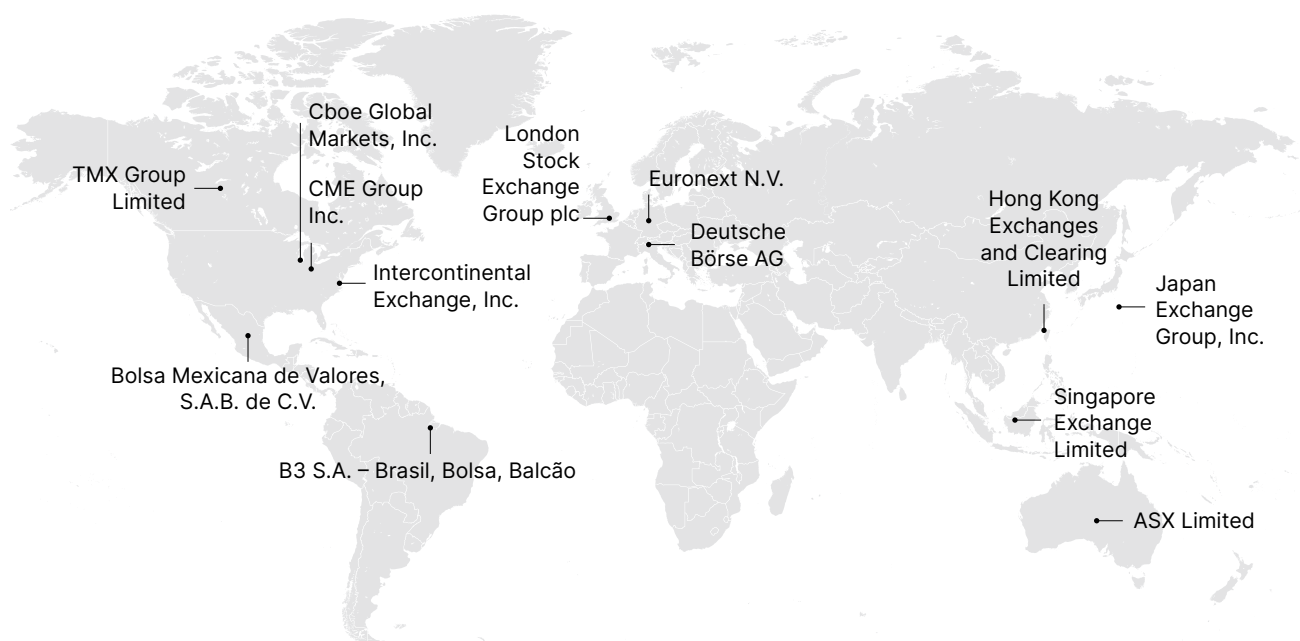 Cboe Global
Markets, Inc.
TMX Group
Limited
CME Group
Inc.
London
Stock
Exchange
Group plc
Euronext N.V.
Deutsche
Börse AG
Hong Kong
Exchanges
and Clearing
Limited
Intercontinental
Exchange, Inc.
Japan
Exchange
Group, Inc.
Bolsa Mexicana de Valores,
S.A.B. de C.V.
Singapore
Exchange
Limited
B3 S.A. – Brasil, Bolsa, Balcão
ASX Limited